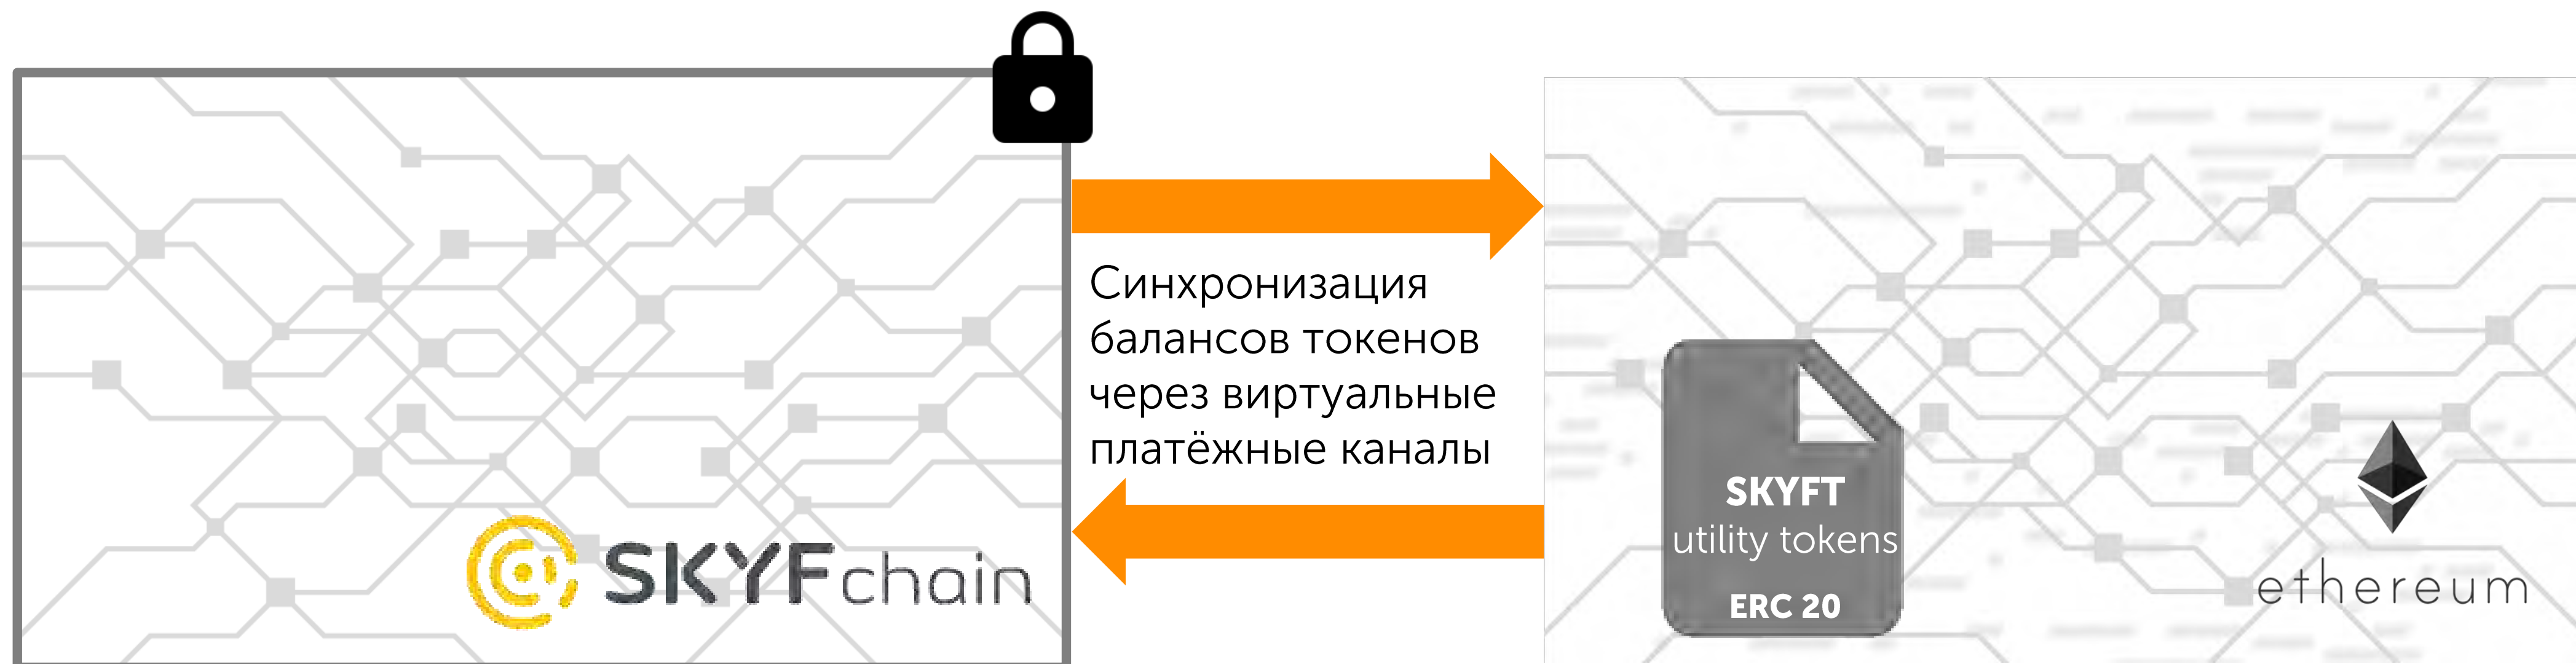 SKYFchain
Синхронизация
балансов токенов
через виртуальные
платёжные каналы
SKYFT
utility tokens
ERC 20
ethereum